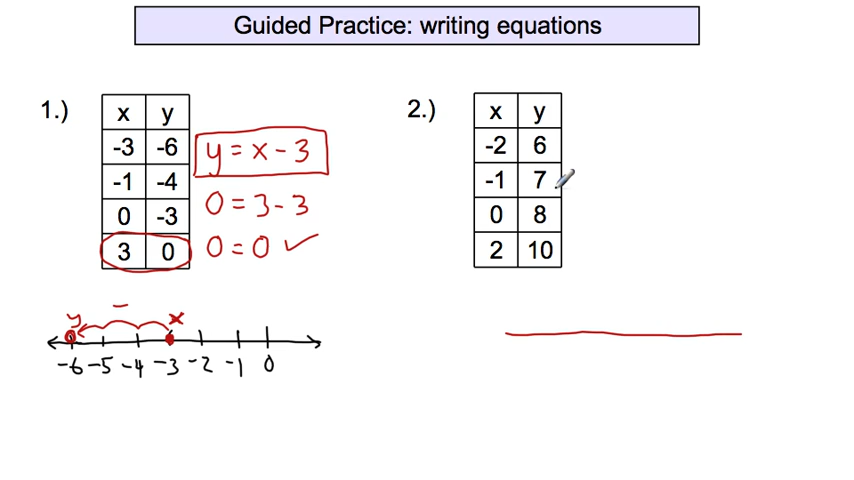 Guided Practice: writing equations
1.)
x y
-3 -6
-1 -4
0 -3
3 0
y = x - 3
0 = 3 - 3
0 = 0 ✓
y - x
-6 -5 -4 -3 -2 -1 0
2.)
x y
-2 6
-1 7
0 8
2 10